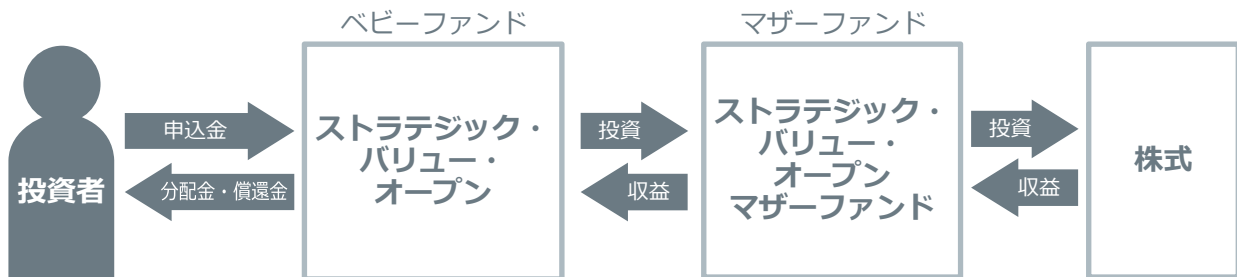 ベビーファンド
マザーファンド
投資者
申込金
分配金・償還金
ストラテジック・
バリュー・
オープン
投資
収益
ストラテジック・
バリュー・
オープン
マザーファンド
投資
収益
株式